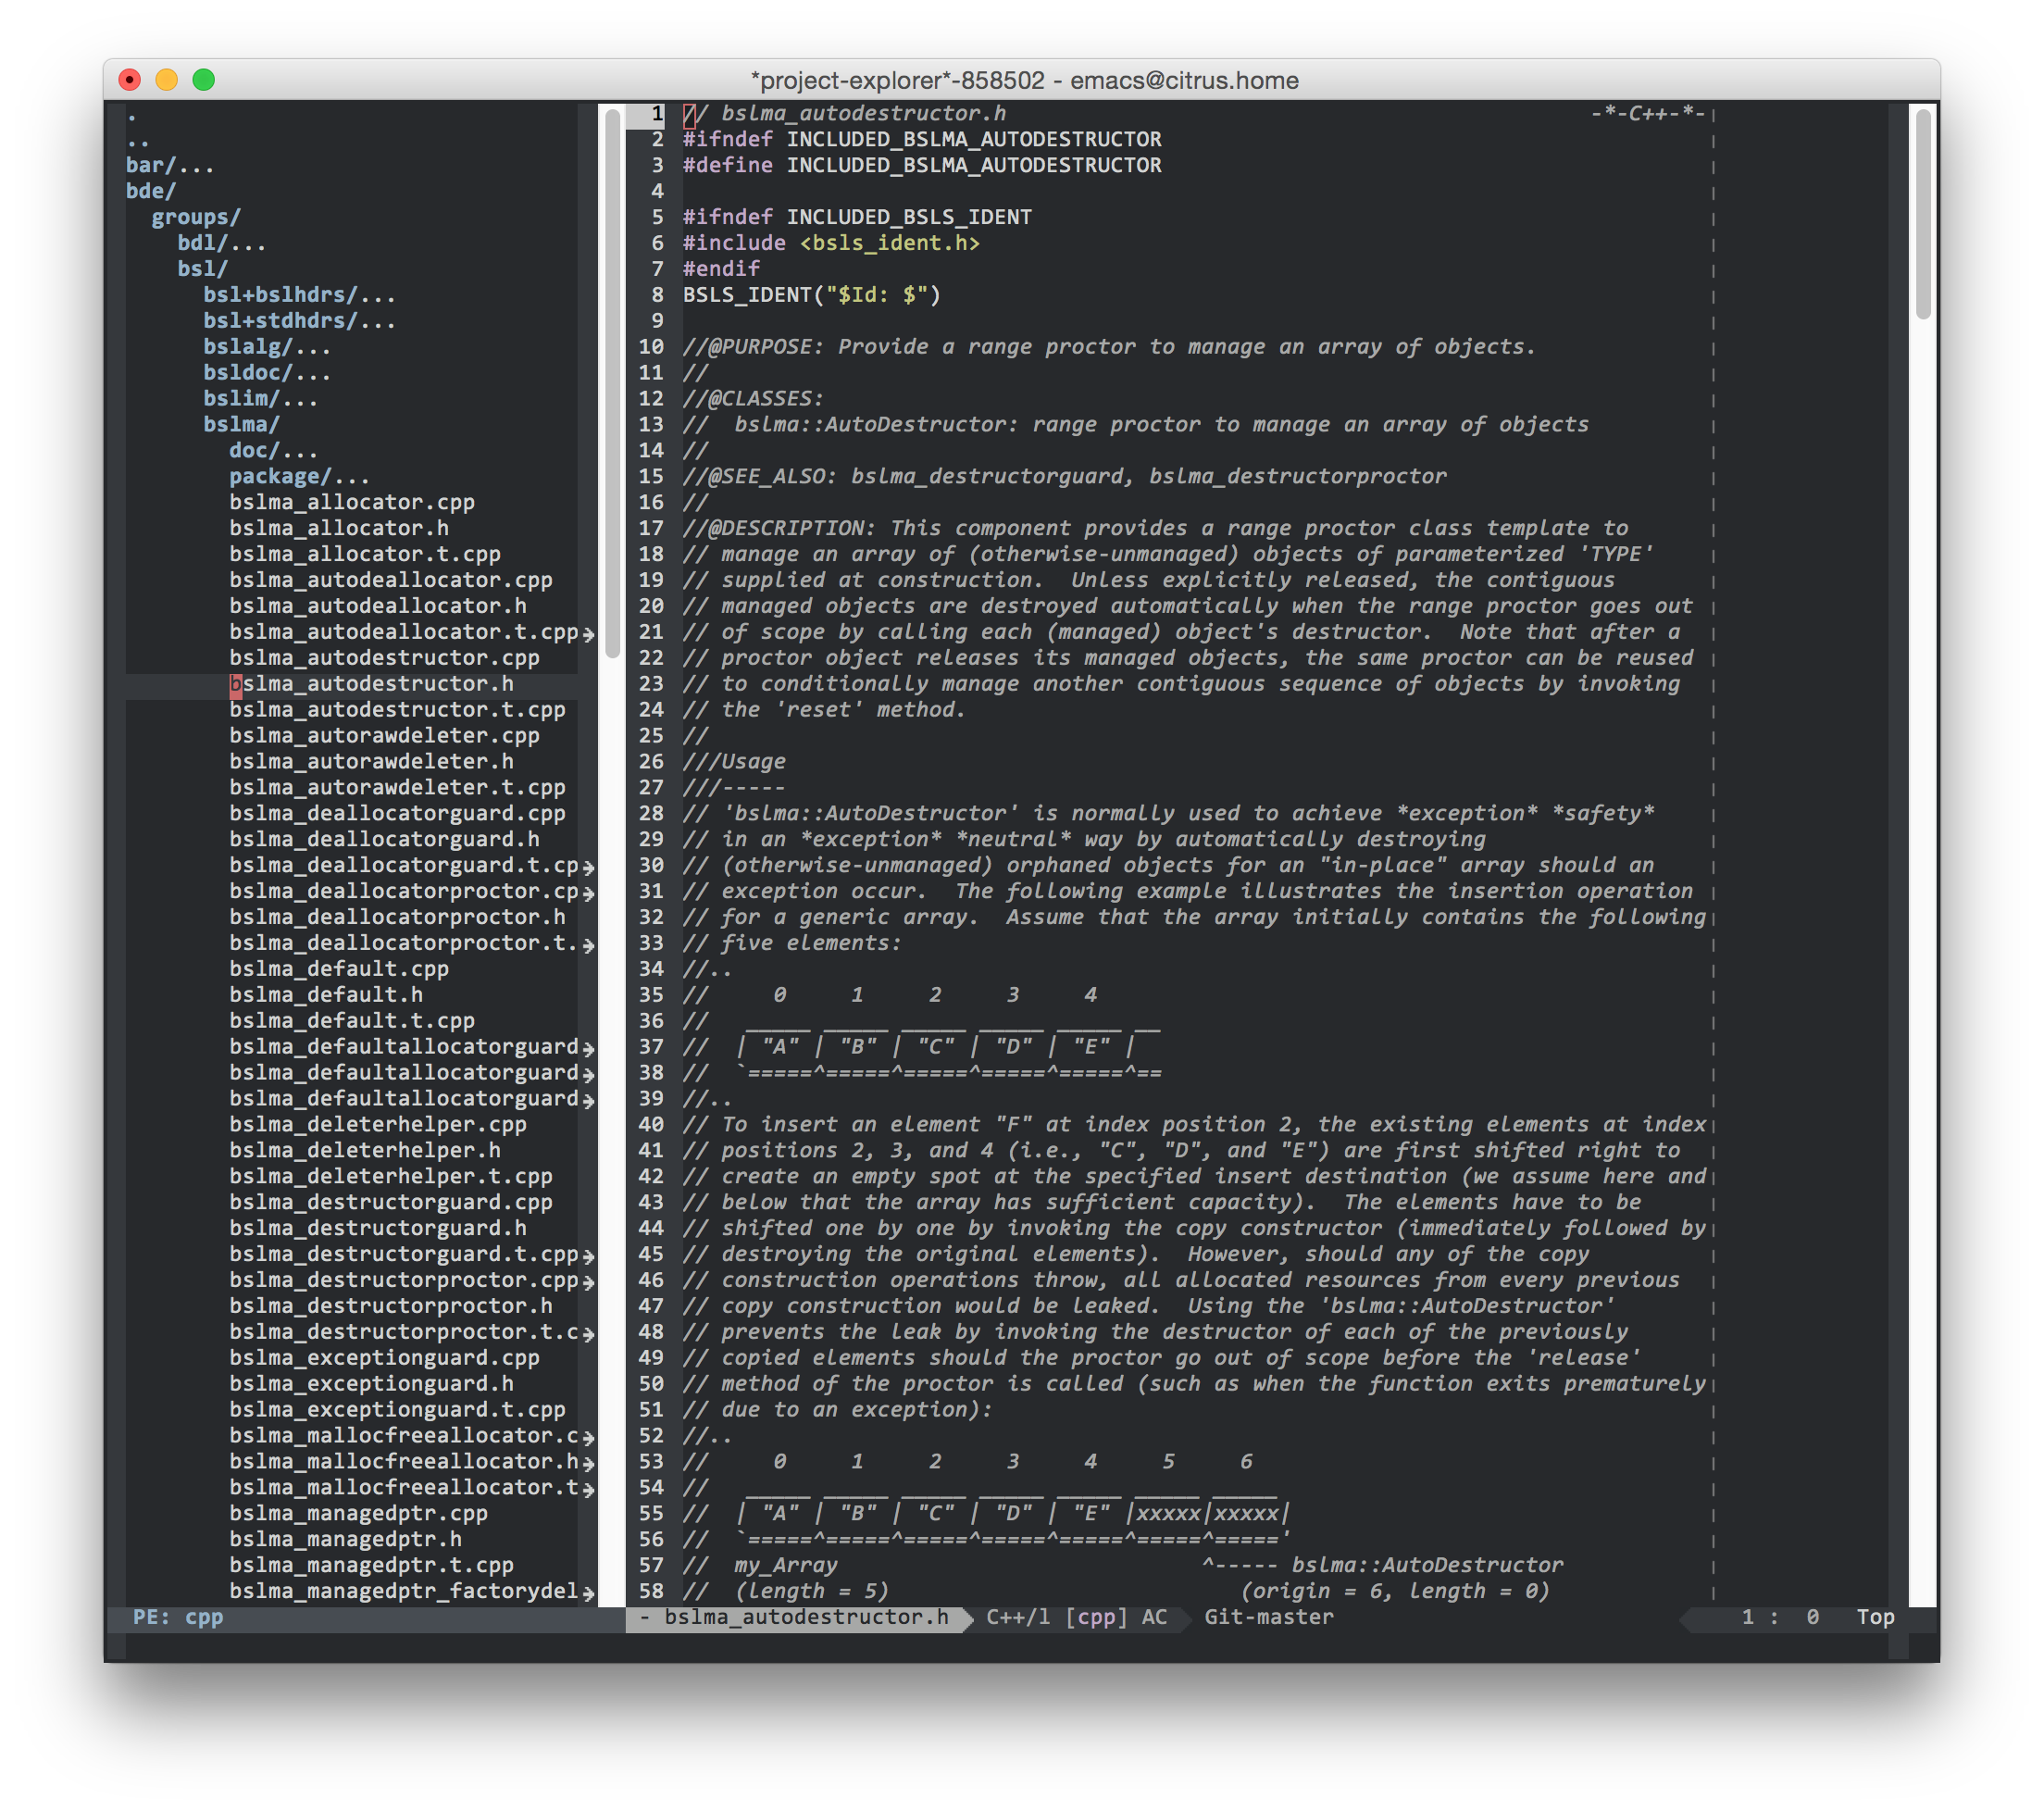 *project-explorer*-858502 - emacs@citrus.home
.
..
bar/...
bde/
  groups/
    bdl/...
    bsl/
      bsl+bslhdrs/...
      bsl+stdhdrs/...
      bslalg/...
      bsldoc/...
      bslim/...
      bslma/
        doc/...
        package/...
        bslma_allocator.cpp
        bslma_allocator.h
        bslma_allocator.t.cpp
        bslma_autodeallocator.cpp
        bslma_autodeallocator.h
        bslma_autodeallocator.t.cpp
        bslma_autodestructor.cpp
        bslma_autodestructor.h
        bslma_autodestructor.t.cpp
        bslma_autorawdeleter.cpp
        bslma_autorawdeleter.h
        bslma_autorawdeleter.t.cpp
        bslma_deallocatorguard.cpp
        bslma_deallocatorguard.h
        bslma_deallocatorguard.t.cp
        bslma_deallocatorproctor.cp
        bslma_deallocatorproctor.h
        bslma_deallocatorproctor.t.
        bslma_default.cpp
        bslma_default.h
        bslma_default.t.cpp
        bslma_defaultallocatorguard
        bslma_defaultallocatorguard
        bslma_defaultallocatorguard
        bslma_deleterhelper.cpp
        bslma_deleterhelper.h
        bslma_deleterhelper.t.cpp
        bslma_destructorguard.cpp
        bslma_destructorguard.h
        bslma_destructorguard.t.cpp
        bslma_destructorproctor.cpp
        bslma_destructorproctor.h
        bslma_destructorproctor.t.c
        bslma_exceptionguard.cpp
        bslma_exceptionguard.h
        bslma_exceptionguard.t.cpp
        bslma_mallocfreeallocator.c
        bslma_mallocfreeallocator.h
        bslma_mallocfreeallocator.t
        bslma_managedptr.cpp
        bslma_managedptr.h
        bslma_managedptr.t.cpp
        bslma_managedptr_factorydel
PE: cpp
1 // bslma_autodestructor.h                                             -*-C++-*-
2 #ifndef INCLUDED_BSLMA_AUTODESTRUCTOR
3 #define INCLUDED_BSLMA_AUTODESTRUCTOR
4
5 #ifndef INCLUDED_BSLS_IDENT
6 #include <bsls_ident.h>
7 #endif
8 BSLS_IDENT("$Id: $")
9
10 //@PURPOSE: Provide a range proctor to manage an array of objects.
11 //
12 //@CLASSES:
13 //  bslma::AutoDestructor: range proctor to manage an array of objects
14 //
15 //@SEE_ALSO: bslma_destructorguard, bslma_destructorproctor
16 //
17 //@DESCRIPTION: This component provides a range proctor class template to
18 // manage an array of (otherwise-unmanaged) objects of parameterized 'TYPE'
19 // supplied at construction.  Unless explicitly released, the contiguous
20 // managed objects are destroyed automatically when the range proctor goes out
21 // of scope by calling each (managed) object's destructor.  Note that after a
22 // proctor object releases its managed objects, the same proctor can be reused
23 // to conditionally manage another contiguous sequence of objects by invoking
24 // the 'reset' method.
25 //
26 ///Usage
27 ///-----
28 // 'bslma::AutoDestructor' is normally used to achieve *exception* *safety*
29 // in an *exception* *neutral* way by automatically destroying
30 // (otherwise-unmanaged) orphaned objects for an "in-place" array should an
31 // exception occur.  The following example illustrates the insertion operation
32 // for a generic array.  Assume that the array initially contains the following
33 // five elements:
34 //..
35 //     0     1     2     3     4
36 //   _____ _____ _____ _____ _____ __
37 //  | "A" | "B" | "C" | "D" | "E" |
38 //  `=====^=====^=====^=====^=====^==
39 //..
40 // To insert an element "F" at index position 2, the existing elements at index
41 // positions 2, 3, and 4 (i.e., "C", "D", and "E") are first shifted right to
42 // create an empty spot at the specified insert destination (we assume here and
43 // below that the array has sufficient capacity).  The elements have to be
44 // shifted one by one by invoking the copy constructor (immediately followed by
45 // destroying the original elements).  However, should any of the copy
46 // construction operations throw, all allocated resources from every previous
47 // copy construction would be leaked.  Using the 'bslma::AutoDestructor'
48 // prevents the leak by invoking the destructor of each of the previously
49 // copied elements should the proctor go out of scope before the 'release'
50 // method of the proctor is called (such as when the function exits prematurely
51 // due to an exception):
52 //..
53 //     0     1     2     3     4     5     6
54 //   _____ _____ _____ _____ _____ _____ _____
55 //  | "A" | "B" | "C" | "D" | "E" |xxxxx|xxxxx|
56 //  `=====^=====^=====^=====^=====^=====^====='
57 //  my_Array                            ^----- bslma::AutoDestructor
58 //  (length = 5)                           (origin = 6, length = 0)
- bslma_autodestructor.h C++/l [cpp] AC Git-master 1 : 0 Top